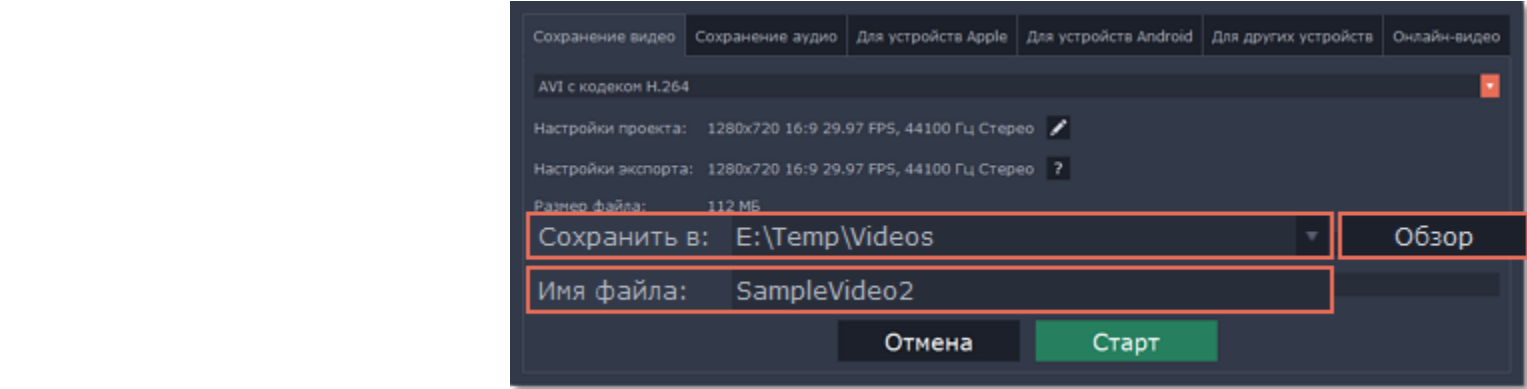 Сохранение видео Сохранение аудио Для устройств Apple Для устройств Android Для других устройств Онлайн-видео
AVI с кодеком H.264
Настройки проекта: 1280x720 16:9 29.97 FPS, 44100 Гц Стерео
Настройки экспорта: 1280x720 16:9 29.97 FPS, 44100 Гц Стерео ?
Размер файла: 112 МБ
Сохранить в: E:\Temp\Videos Обзор
Имя файла: SampleVideo2
Отмена Старт